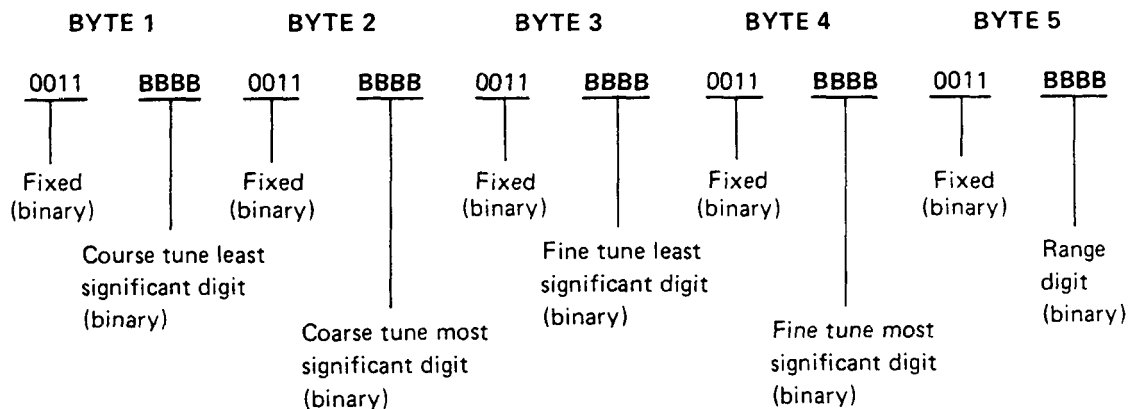 BYTE 1 BYTE 2 BYTE 3 BYTE 4 BYTE 5
0011 BBBB 0011 BBBB 0011 BBBB 0011 BBBB 0011 BBBB
Fixed
(binary)
Course tune least
significant digit
(binary)
Fixed
(binary)
Coarse tune most
significant digit
(binary)
Fixed
(binary)
Fine tune least
significant digit
(binary)
Fixed
(binary)
Fine tune most
significant digit
(binary)
Fixed
(binary)
Range
digit
(binary)